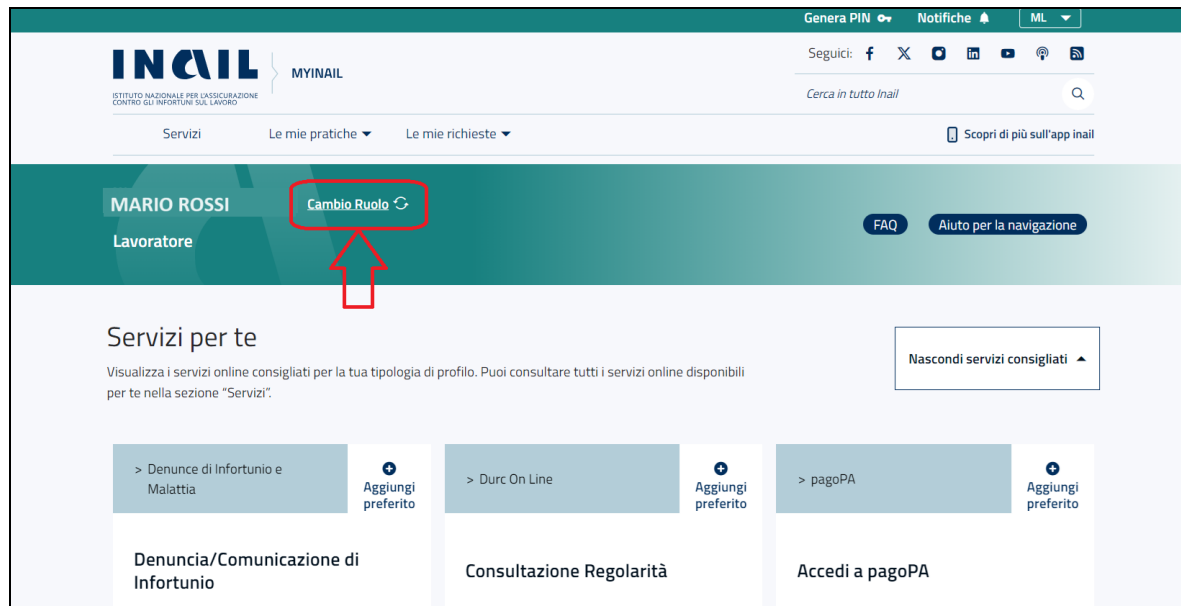 Genera PIN Notifiche ML
INAIL
MYINAIL
ISTITUTO NAZIONALE PER L'ASSICURAZIONE
CONTRO GLI INFORTUNI SUL LAVORO
Seguici:
Cerca in tutto Inail
Servizi Le mie pratiche Le mie richieste Scopri di più sull'app inail
MARIO ROSSI Cambio Ruolo
Lavoratore
FAQ Aiuto per la navigazione
Servizi per te
Nascondi servizi consigliati
Visualizza i servizi online consigliati per la tua tipologia di profilo. Puoi consultare tutti i servizi online disponibili
per te nella sezione "Servizi".
> Denunce di Infortunio e
Malattia
Aggiungi
preferito
Denuncia/Comunicazione di
Infortunio
> Durc On Line
Aggiungi
preferito
Consultazione Regolarità
> pagoPA
Aggiungi
preferito
Accedi a pagoPA